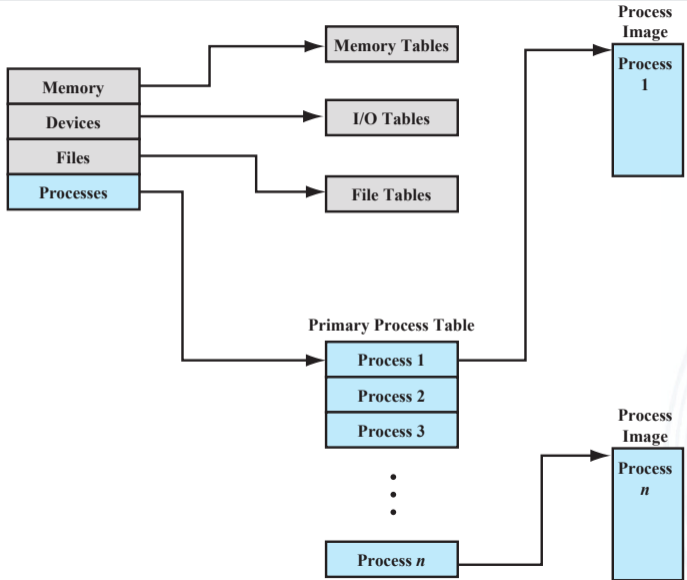 Memory
Devices
Files
Processes
Memory Tables
I/O Tables
File Tables
Primary Process Table
Process 1
Process 2
Process 3
Process n
Process
Image
Process
1
Process
Image
Process
n